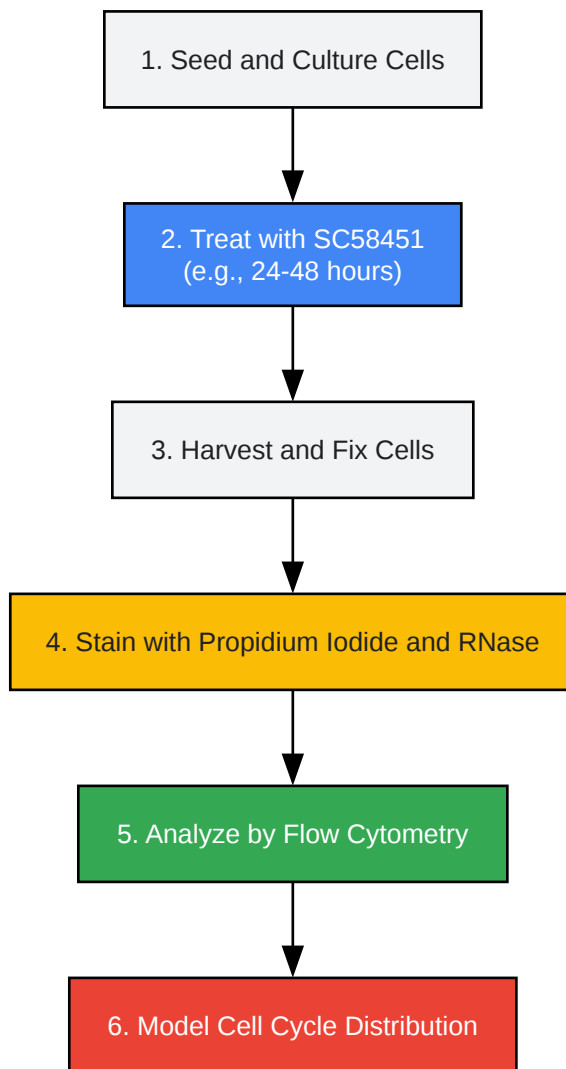 1. Seed and Culture Cells
2. Treat with SC58451
(e.g., 24-48 hours)
3. Harvest and Fix Cells
4. Stain with Propidium Iodide and RNase
5. Analyze by Flow Cytometry
6. Model Cell Cycle Distribution